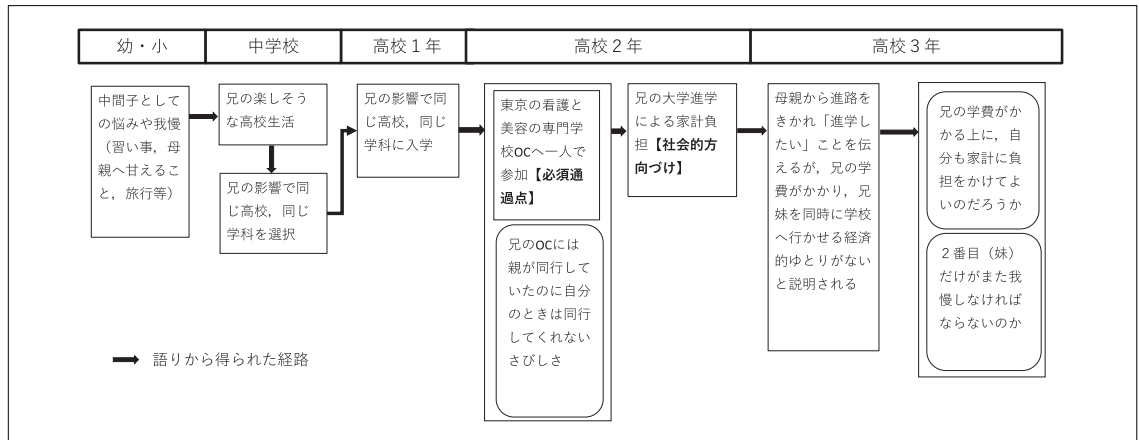 幼・小
中学校
高校1年
高校2年
高校3年
中間子として
の悩みや我慢
（習い事，母
親へ甘えるこ
と，旅行等）
兄の楽しそう
な高校生活
兄の影響で同
じ高校，同じ
学科を選択
兄の影響で同
じ高校，同じ
学科に入学
東京の看護と
美容の専門学
校OCへ一人で
参加【必須通
過点】
兄のOCには
親が同行して
いたのに自分
のときは同行
してくれない
さびしさ
兄の大学進学
による家計負
担【社会的方
向づけ】
母親から進路を
きかれ「進学し
たい」ことを伝
えるが，兄の学
費がかかり，兄
妹を同時に学校
へ行かせる経済
的ゆとりがない
と説明される
兄の学費がか
かる上に，自
分も家計に負
担をかけてよ
いのだろうか
２番目（妹）
だけがまた我
慢しなければ
ならないのか
語りから得られた経路